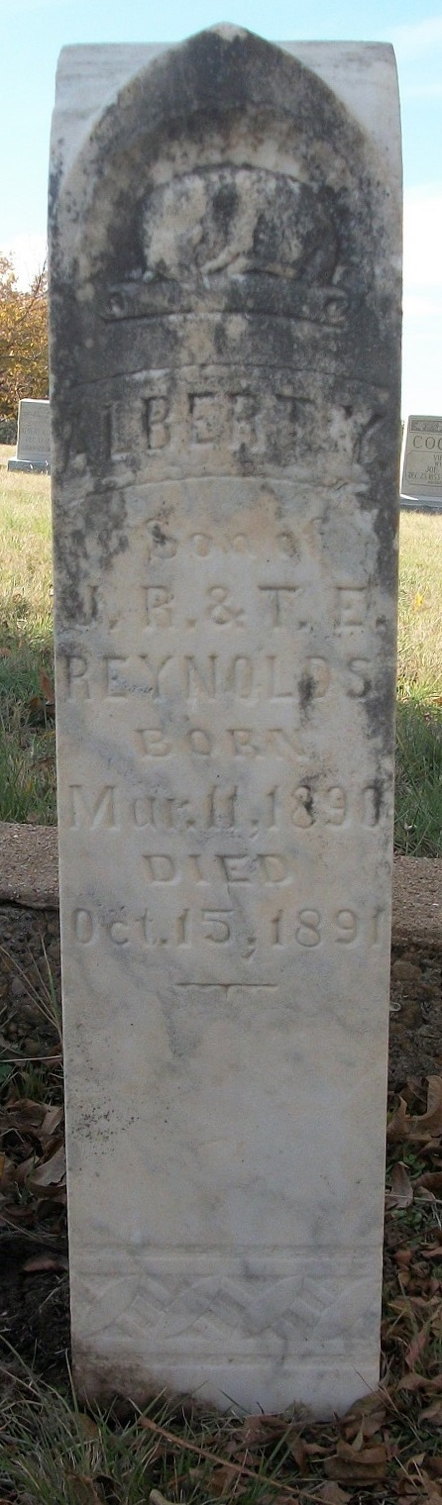 ALBERT Y.
Son of
J. R. & T. E.
REYNOLDS
BORN
Mar. 11, 1890
DIED
Oct. 15, 1891